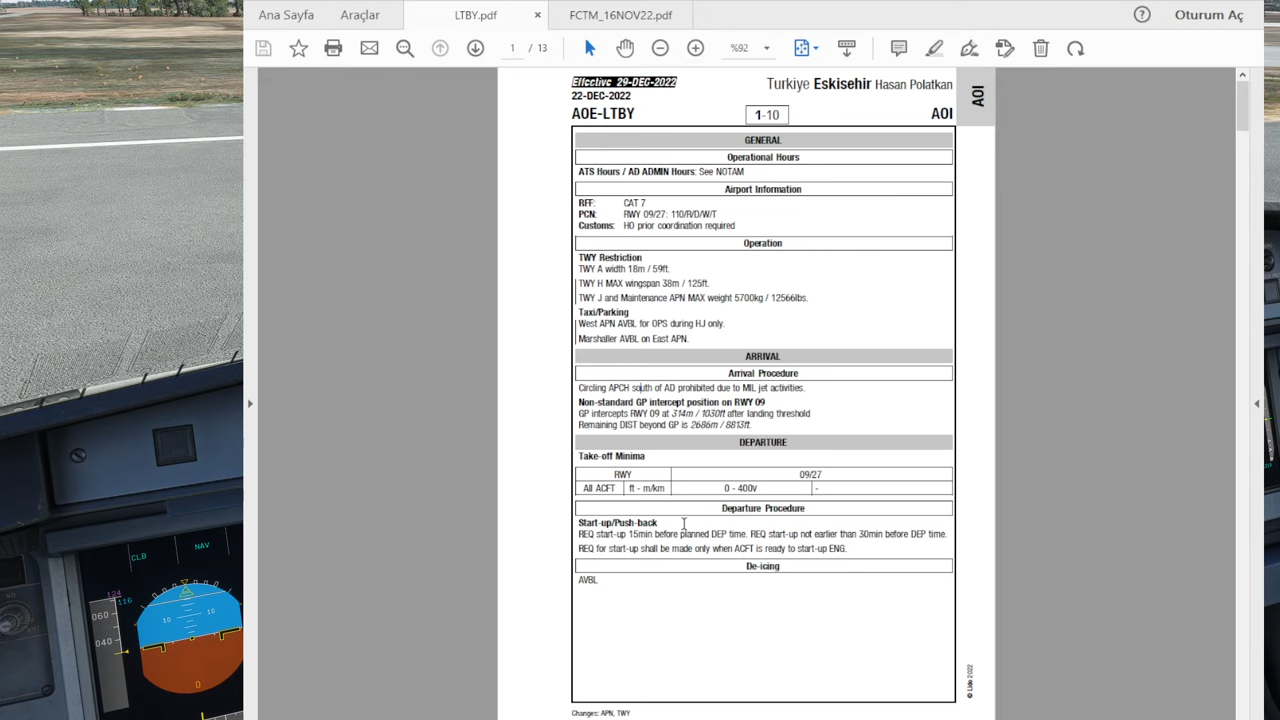 Ana Sayfa
Araçlar
LTBY.pdf
×
FCTM_16NOV22.pdf
?
Oturum Aç
1 / 13
%92
Effective 29-DEC-2022
Turkiye Eskisehir Hasan Polatkan
22-DEC-2022
AOE-LTBY
1-10
AOI
AOI
GENERAL
Operational Hours
ATS Hours / AD ADMIN Hours: See NOTAM
Airport Information
RFF: CAT 7
PCN: RWY 09/27: 110/R/D/W/T
Customs: HO prior coordination required
Operation
TWY Restriction
TWY A width 18m / 59ft.
TWY H MAX wingspan 38m / 125ft.
TWY J and Maintenance APN MAX weight 5700kg / 12566lbs.
Taxi/Parking
West APN AVBL for OPS during HJ only.
Marshaller AVBL on East APN.
ARRIVAL
Arrival Procedure
Circling APCH south of AD prohibited due to MIL jet activities.
Non-standard GP intercept position on RWY 09
GP intercepts RWY 09 at 314m / 1030ft after landing threshold
Remaining DIST beyond GP is 2686m / 8813ft.
DEPARTURE
Take-off Minima
RWY 09/27
All ACFT ft - m/km 0 - 400V -
Departure Procedure
Start-up/Push-back
REQ start-up 15min before planned DEP time. REQ start-up not earlier than 30min before DEP time.
REQ for start-up shall be made only when ACFT is ready to start-up ENG.
De-icing
AVBL
© Lido 2022
Changes: APN, TWY
CLB
NAV
124
116
060
040
10
10
10
0
ND